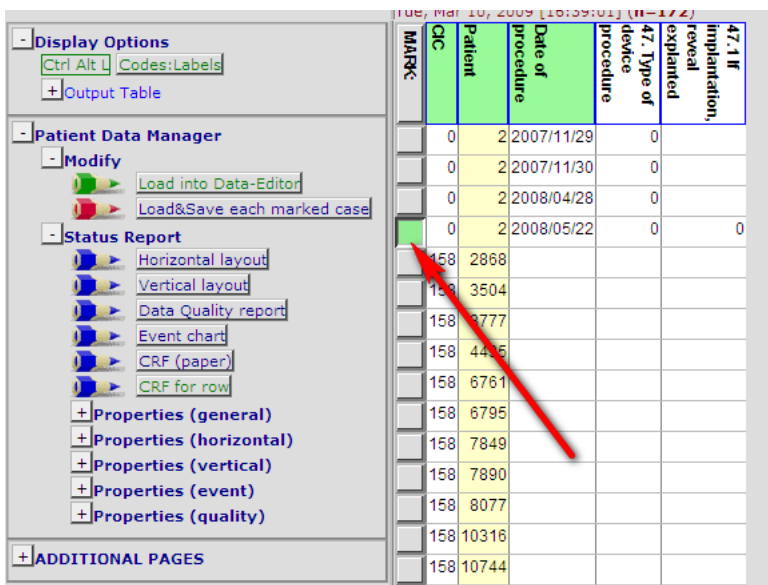 Tue, Mar 10, 2009 [16:39:01] (n=172)
Display Options
Ctrl Alt L Codes:Labels
Output Table
Patient Data Manager
Modify
Load into Data-Editor
Load&Save each marked case
Status Report
Horizontal layout
Vertical layout
Data Quality report
Event chart
CRF (paper)
CRF for row
Properties (general)
Properties (horizontal)
Properties (vertical)
Properties (event)
Properties (quality)
ADDITIONAL PAGES
MARK:
CIC
Patient
Date of
procedure
47. Type of
device
procedure
47.1 If
implantation,
reveal
explanted
0 2 2007/11/29 0
0 2 2007/11/30 0
0 2 2008/04/28 0
0 2 2008/05/22 0 0
158 2868
3504
158
158
158 6761
158 6795
158 7849
158 7890
158 8077
158 10316
158 10744